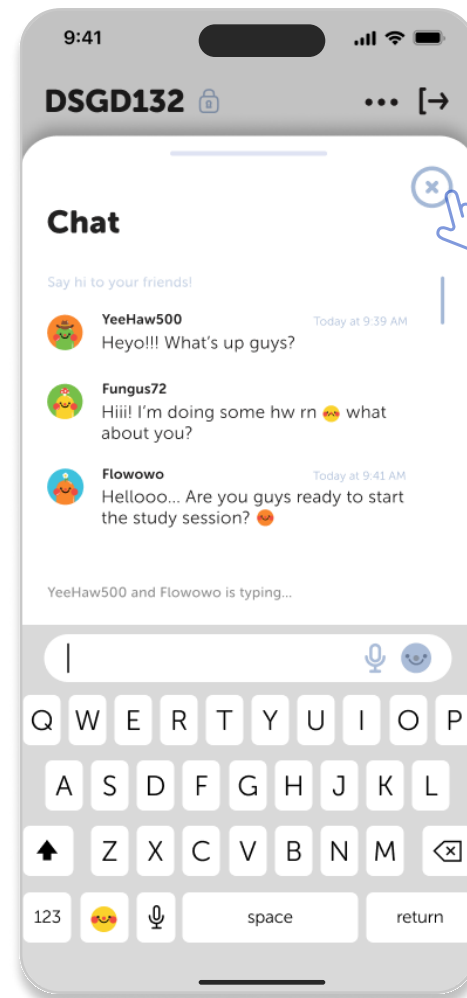 9:41
DSGD132
Chat
Say hi to your friends!
YeeHaw500 Today at 9:39 AM
Heyo!!! What's up guys?
Fungus72
Hiii! I'm doing some hw rn what
about you?
Flowowo Today at 9:41 AM
Hellooo... Are you guys ready to start
the study session?
YeeHaw500 and Flowowo is typing...
Q W E R T Y U I O P
A S D F G H J K L
Z X C V B N M
123 space return